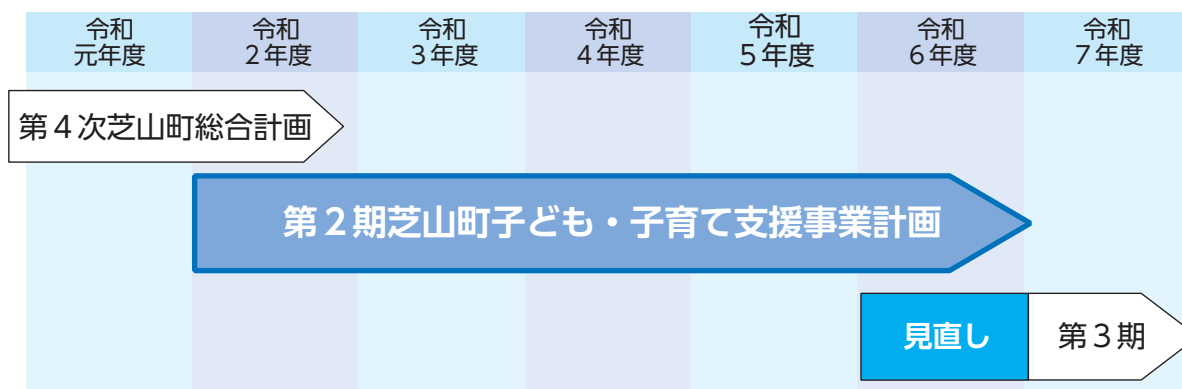 令和
元年度
令和
2年度
令和
3年度
令和
4年度
令和
5年度
令和
6年度
令和
7年度
第4次芝山町総合計画
第2期芝山町子ども・子育て支援事業計画
見直し
第3期